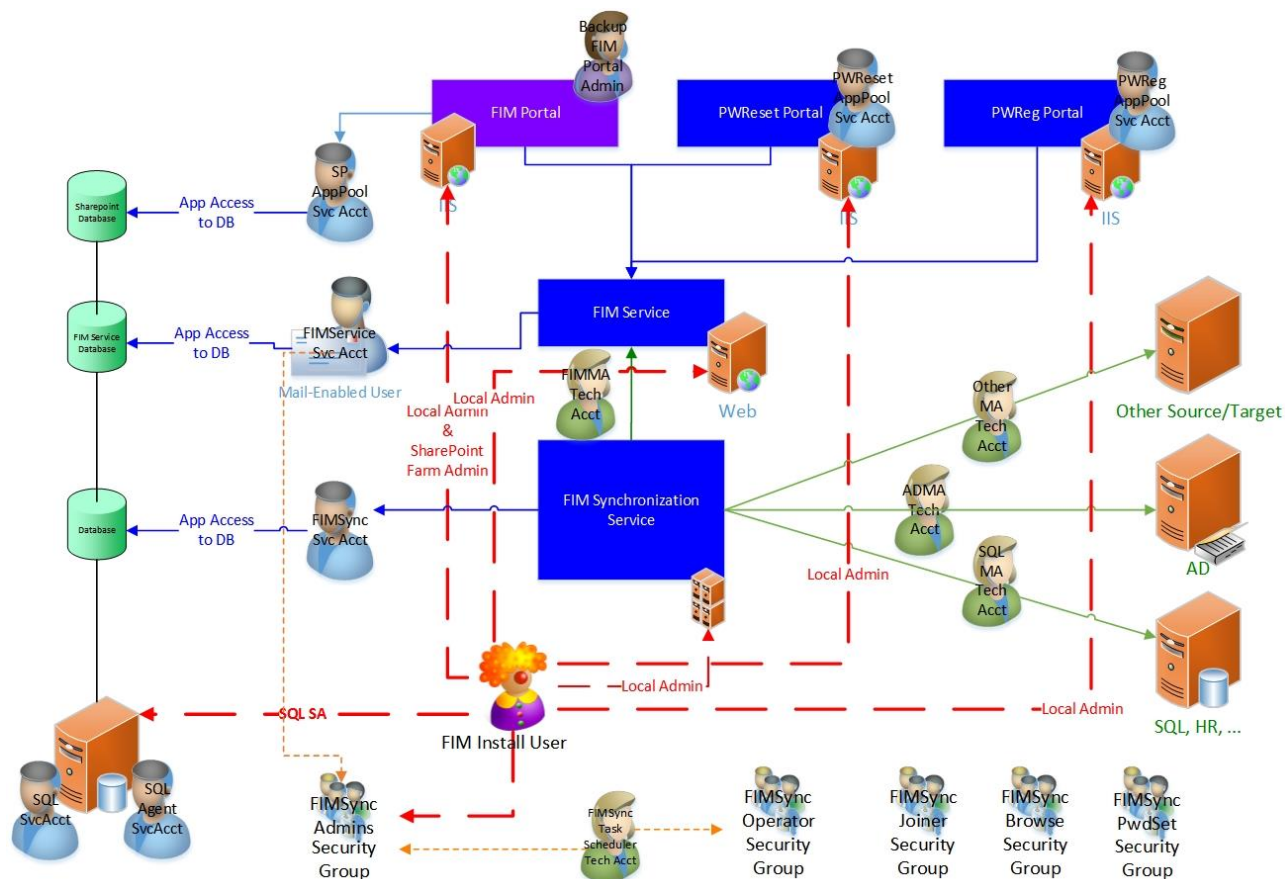 Backup
FIM
Portal
Admin
FIM Portal
PWReset Portal
PWReset
AppPool
Svc Acct
PWReg Portal
PWReg
AppPool
Svc Acct
IIS
IIS
IIS
SP
AppPool
Svc Acct
Sharepoint
Database
App Access
to DB
FIM Service
FIM Service
Database
App Access
to DB
FIMService
Svc Acct
Mail-Enabled User
FIMMA
Tech
Acct
Web
Local Admin
Local Admin
&
SharePoint
Farm Admin
Other
MA
Tech
Acct
Other Source/Target
FIM Synchronization
Service
Database
App Access
to DB
FIMSync
Svc Acct
ADMA
Tech
Acct
AD
SQL
MA
Tech
Acct
Local Admin
SQL, HR, ...
Local Admin
Local Admin
SQL SA
FIM Install User
SQL
SvcAcct
SQL
Agent
SvcAcct
FIMSync
Admins
Security
Group
FIMSync
Task
Scheduler
Tech Acct
FIMSync
Operator
Security
Group
FIMSync
Joiner
Security
Group
FIMSync
Browse
Security
Group
FIMSync
PwdSet
Security
Group